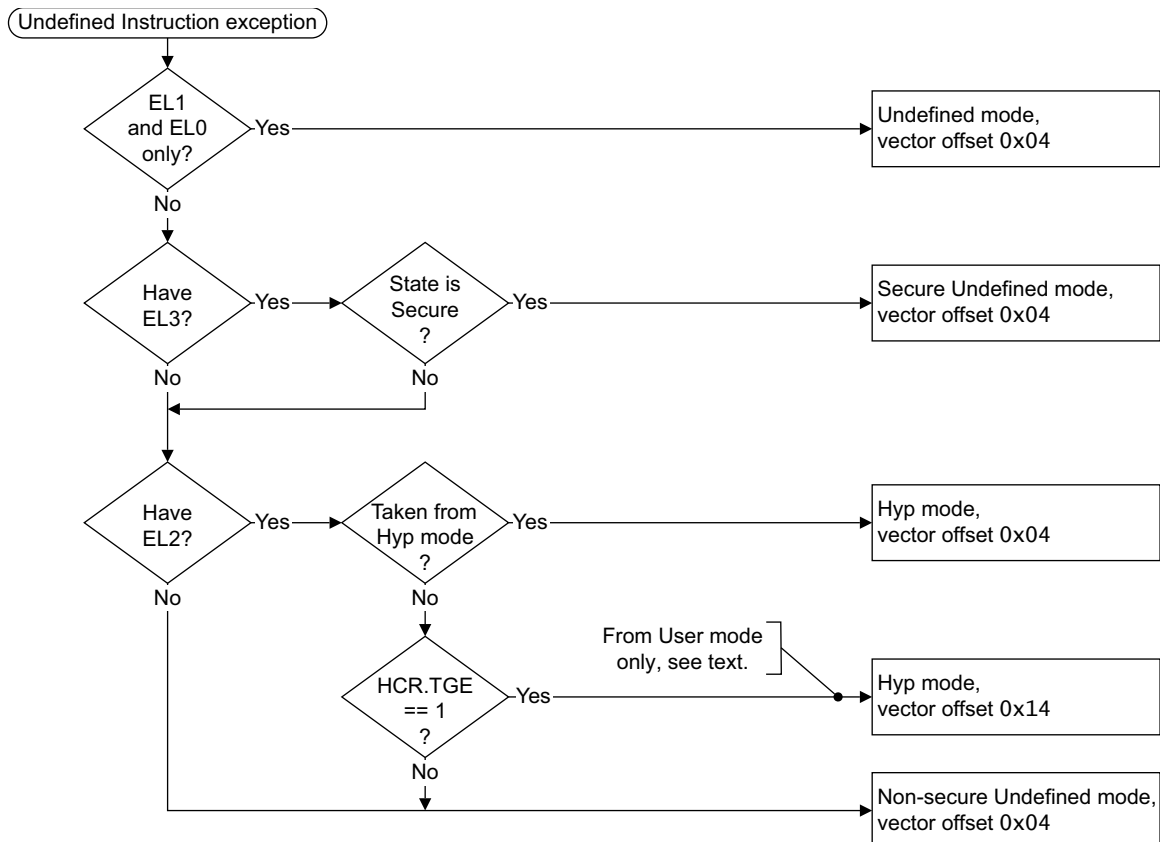 Undefined Instruction exception
EL1
and EL0
only?
Yes
Undefined mode,
vector offset 0x04
No
Have
EL3?
Yes
State is
Secure
?
Yes
Secure Undefined mode,
vector offset 0x04
No
No
Have
EL2?
Yes
Taken from
Hyp mode
?
Yes
Hyp mode,
vector offset 0x04
No
No
From User mode
only, see text.
HCR.TGE
== 1
?
Yes
Hyp mode,
vector offset 0x14
No
Non-secure Undefined mode,
vector offset 0x04